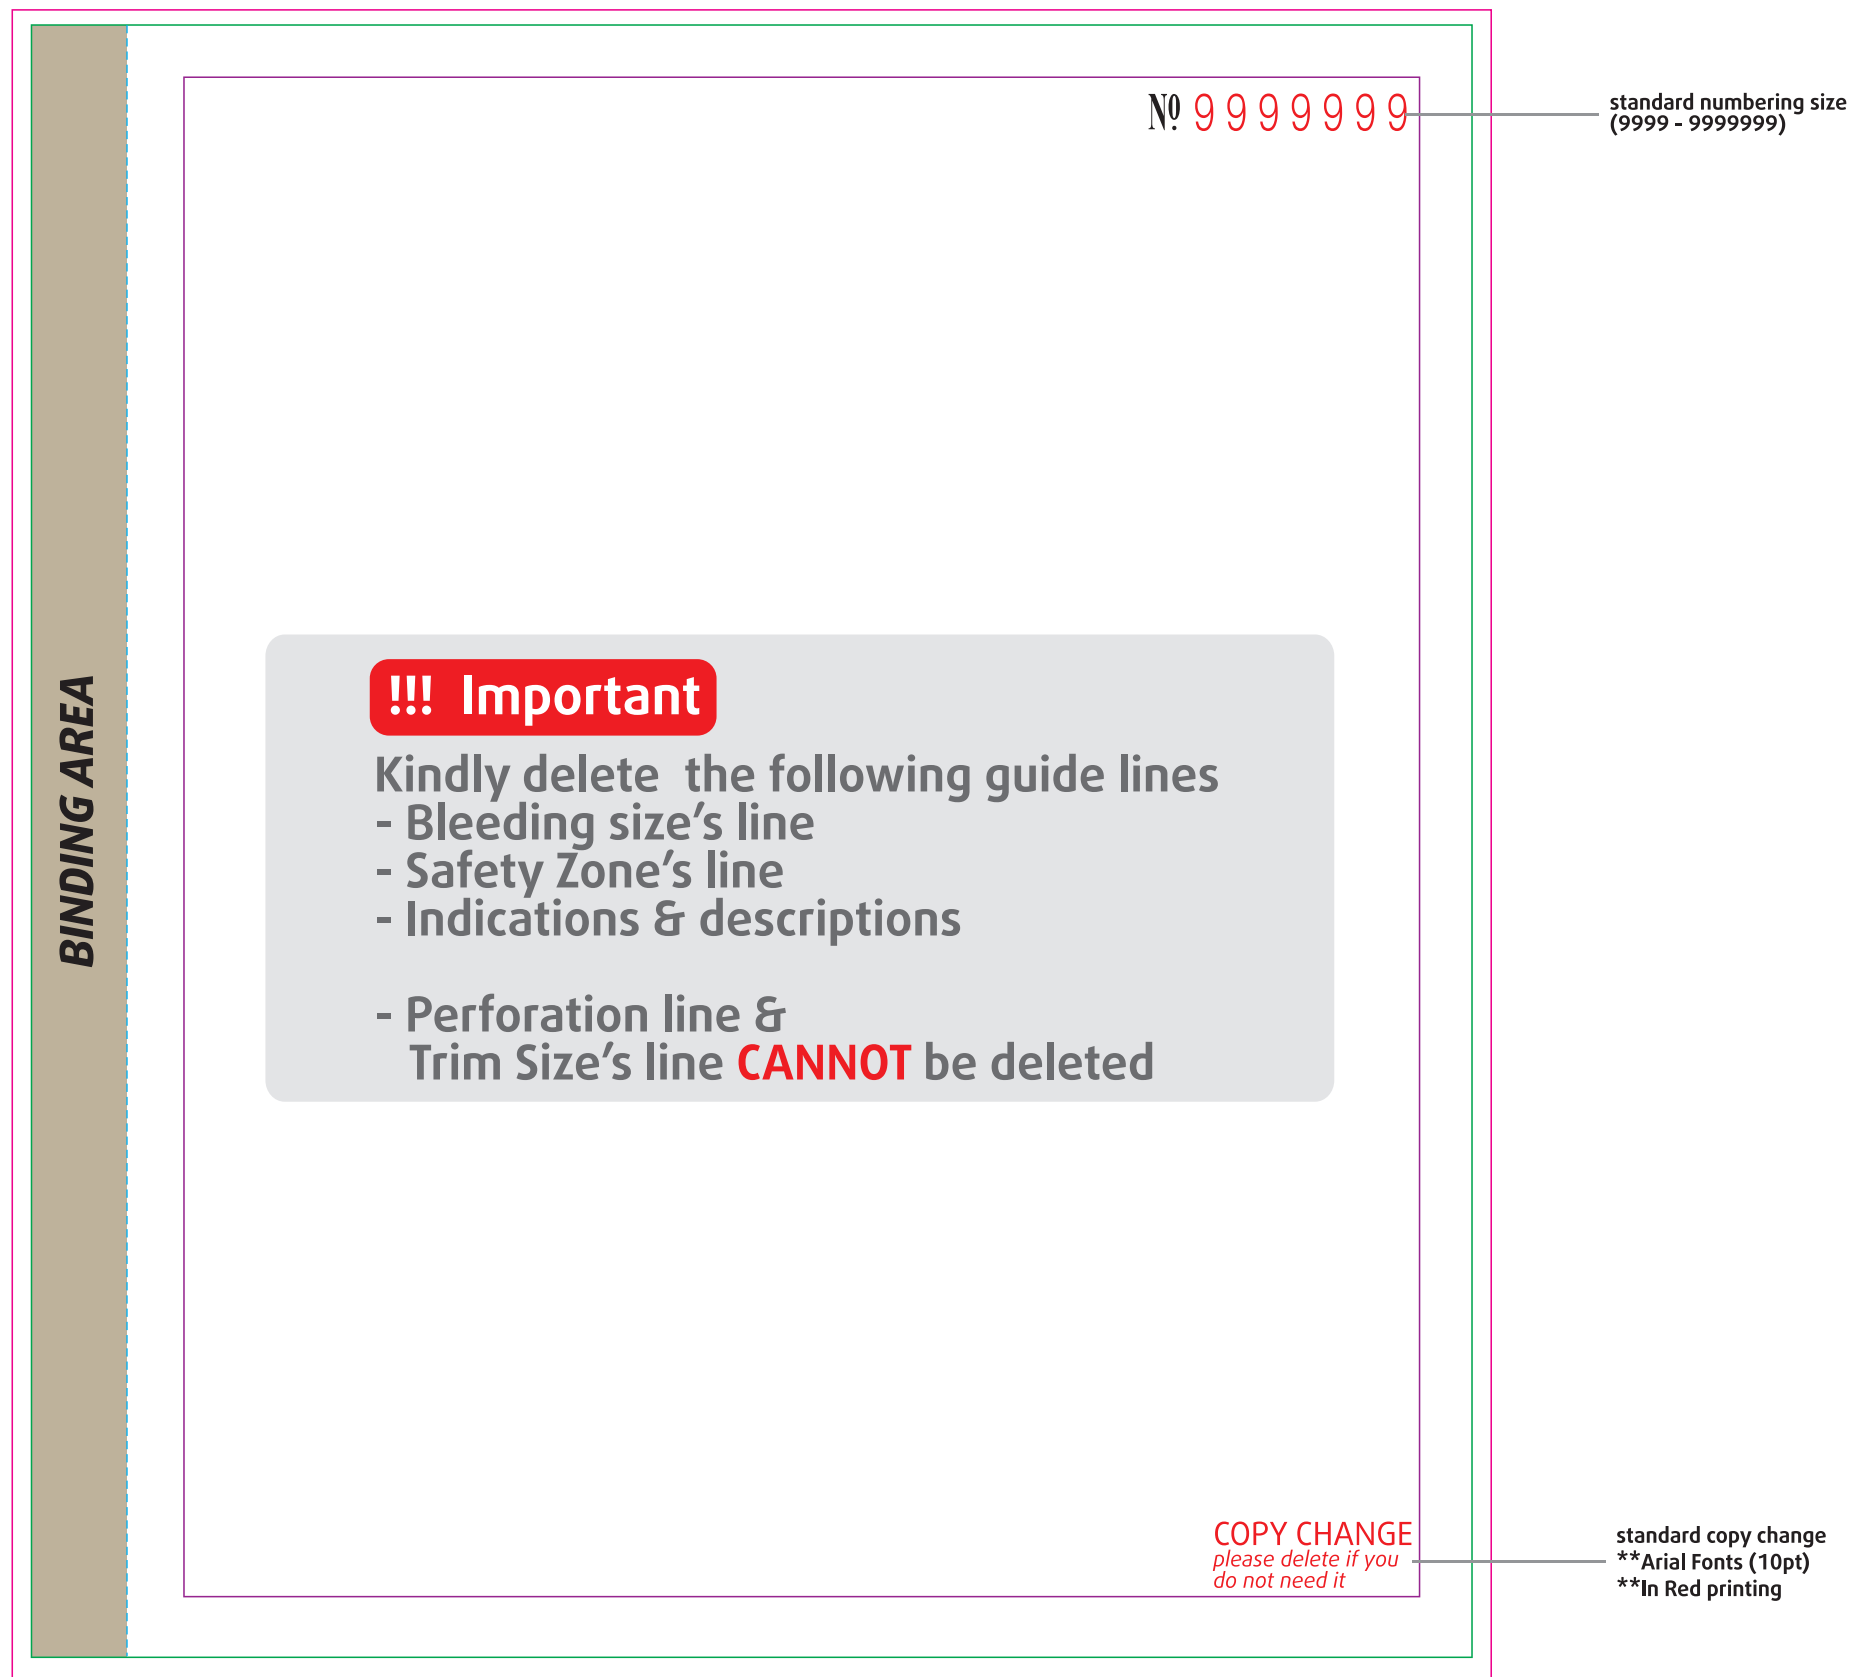 № 9999999
standard numbering size
(9999 - 9999999)
BINDING AREA
!!! Important
Kindly delete the following guide lines
- Bleeding size’s line
- Safety Zone’s line
- Indications & descriptions
- Perforation line &
Trim Size’s line CANNOT be deleted
COPY CHANGE
please delete if you
do not need it
standard copy change
**Arial Fonts (10pt)
**In Red printing